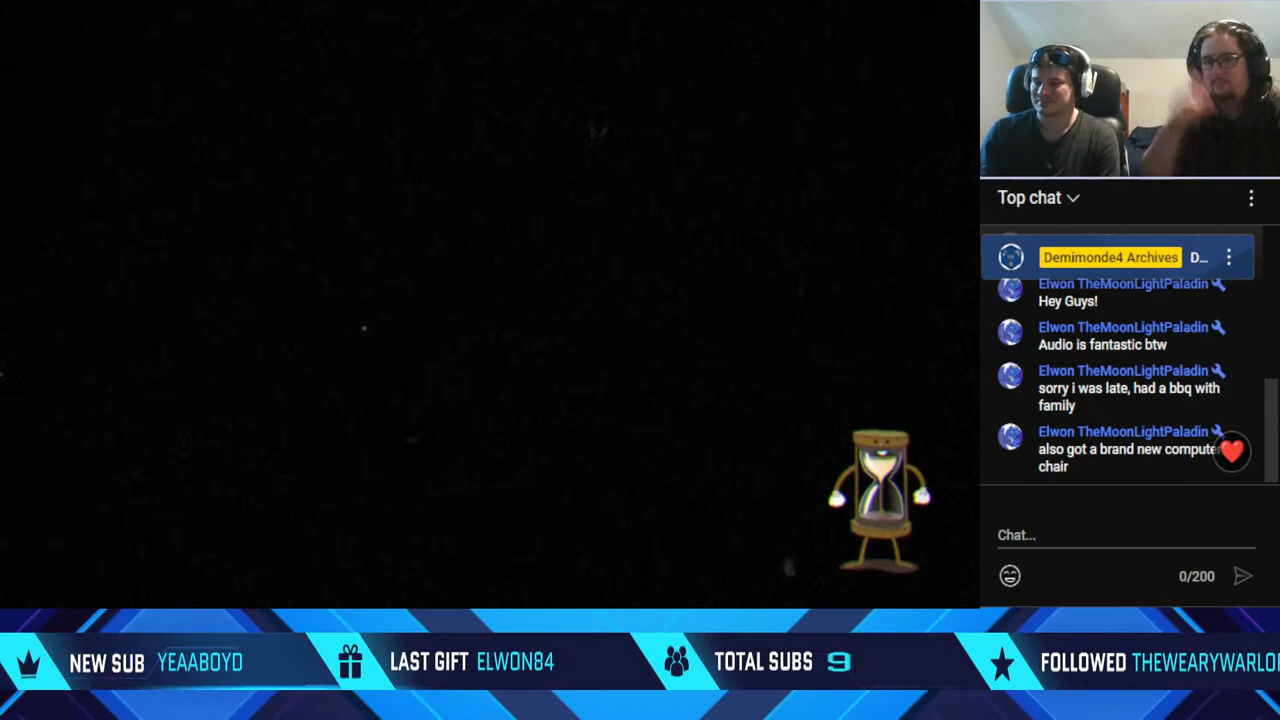 Top chat
Demimonde4 Archives D...
Elwon TheMoonLightPaladin
Hey Guys!
Elwon TheMoonLightPaladin
Audio is fantastic btw
Elwon TheMoonLightPaladin
sorry i was late, had a bbq with
family
Elwon TheMoonLightPaladin
also got a brand new compute
chair
Chat...
0/200
NEW SUB YEAABOYD LAST GIFT ELWON84 TOTAL SUBS 9 FOLLOWED THEWEARYWARLO